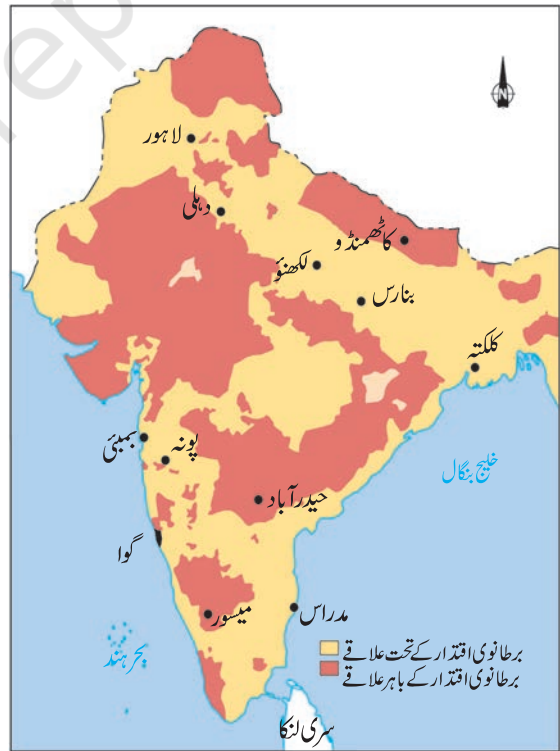 N
لاہور
دہلی
کاٹھمنڈو
لکھنؤ
بنارس
کلکتہ
بمبئی
پونہ
خلیج بنگال
حیدرآباد
گوا
میسور
مدراس
بحر ہند
برطانوی اقتدار کے تحت علاقے
برطانوی اقتدار کے باہر علاقے
سری لنکا